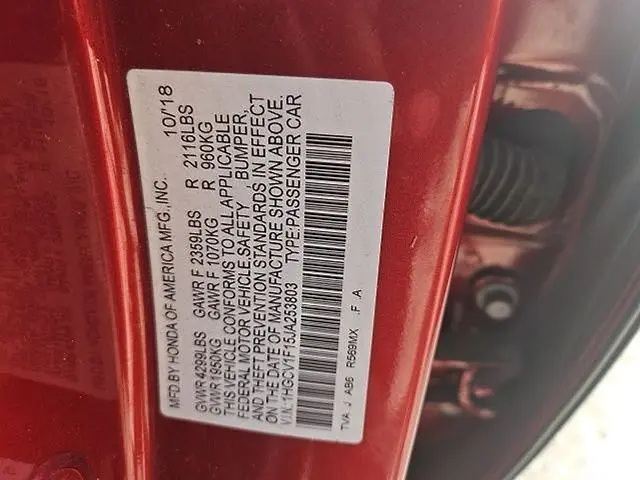 MFD.BY HONDA OF AMERICA MFG.,INC. 10/18
GVWR 4299LBS GAWR F 2359LBS R 2116LBS
GVWR 1950KG GAWR F 1070KG R 960KG
THIS VEHICLE CONFORMS TO ALL APPLICABLE
FEDERAL MOTOR VEHICLE SAFETY , BUMPER,
AND THEFT PREVENTION STANDARDS IN EFFECT
ON THE DATE OF MANUFACTURE SHOWN ABOVE.
V.I.N.:1HGCV1F15JA253803 TYPE:PASSENGER CAR
TVA J AB6 R569MX .F .A